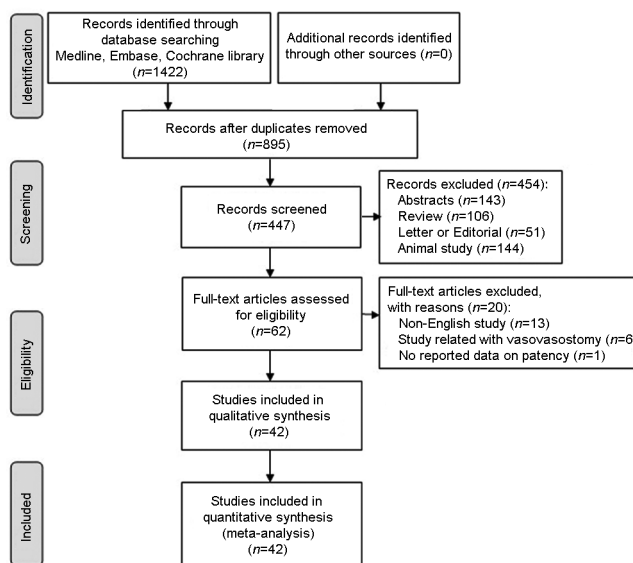 Identification
Records identified through
database searching
Medline, Embase, Cochrane library
(n=1422)
Additional records identified
through other sources (n=0)
Records after duplicates removed
(n=895)
Screening
Records screened
(n=447)
Records excluded (n=454):
Abstracts (n=143)
Review (n=106)
Letter or Editorial (n=51)
Animal study (n=144)
Eligibility
Full-text articles assessed
for eligibility
(n=62)
Full-text articles excluded,
with reasons (n=20):
Non-English study (n=13)
Study related with vasovasostomy (n=6
No reported data on patency (n=1)
Studies included in
qualitative synthesis
(n=42)
Included
Studies included in
quantitative synthesis
(meta-analysis)
(n=42)